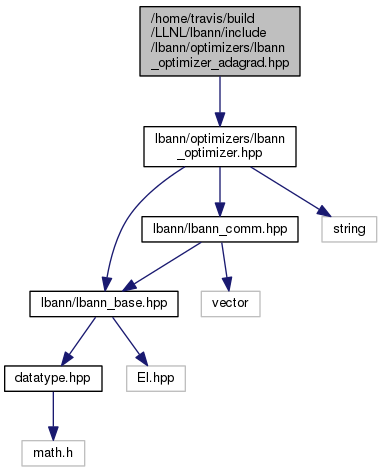 /home/travis/build
/LLNL/lbann/include
/lbann/optimizers/lbann
_optimizer_adagrad.hpp
lbann/optimizers/lbann
_optimizer.hpp
lbann/lbann_comm.hpp
string
lbann/lbann_base.hpp
vector
datatype.hpp
El.hpp
math.h